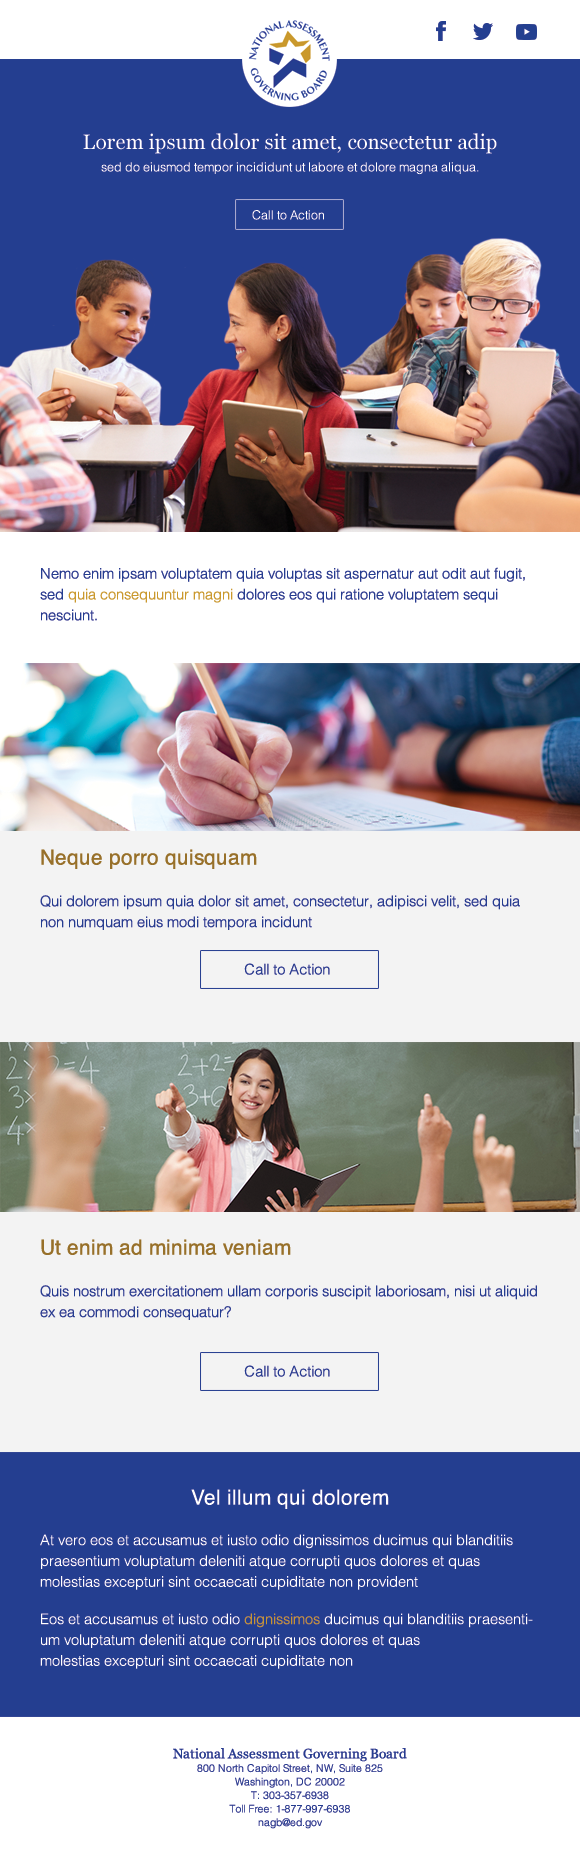 NATIONAL ASSESSMENT
GOVERNING BOARD
Lorem ipsum dolor sit amet, consectetur adip
sed do eiusmod tempor incididunt ut labore et dolore magna aliqua.
Call to Action
Nemo enim ipsam voluptatem quia voluptas sit aspernatur aut odit aut fugit,
sed quia consequuntur magni dolores eos qui ratione voluptatem sequi
nesciunt.
Neque porro quisquam
Qui dolorem ipsum quia dolor sit amet, consectetur, adipisci velit, sed quia
non numquam eius modi tempora incidunt
Call to Action
2=4
2+2=
3+6
Ut enim ad minima veniam
Quis nostrum exercitationem ullam corporis suscipit laboriosam, nisi ut aliquid
ex ea commodi consequatur?
Call to Action
Vel illum qui dolorem
At vero eos et accusamus et iusto odio dignissimos ducimus qui blanditiis
praesentium voluptatum deleniti atque corrupti quos dolores et quas
molestias excepturi sint occaecati cupiditate non provident
Eos et accusamus et iusto odio dignissimos ducimus qui blanditiis praesenti-
um voluptatum deleniti atque corrupti quos dolores et quas
molestias excepturi sint occaecati cupiditate non
National Assessment Governing Board
800 North Capitol Street, NW, Suite 825
Washington, DC 20002
T: 303-357-6938
Toll Free: 1-877-997-6938
nagb@ed.gov